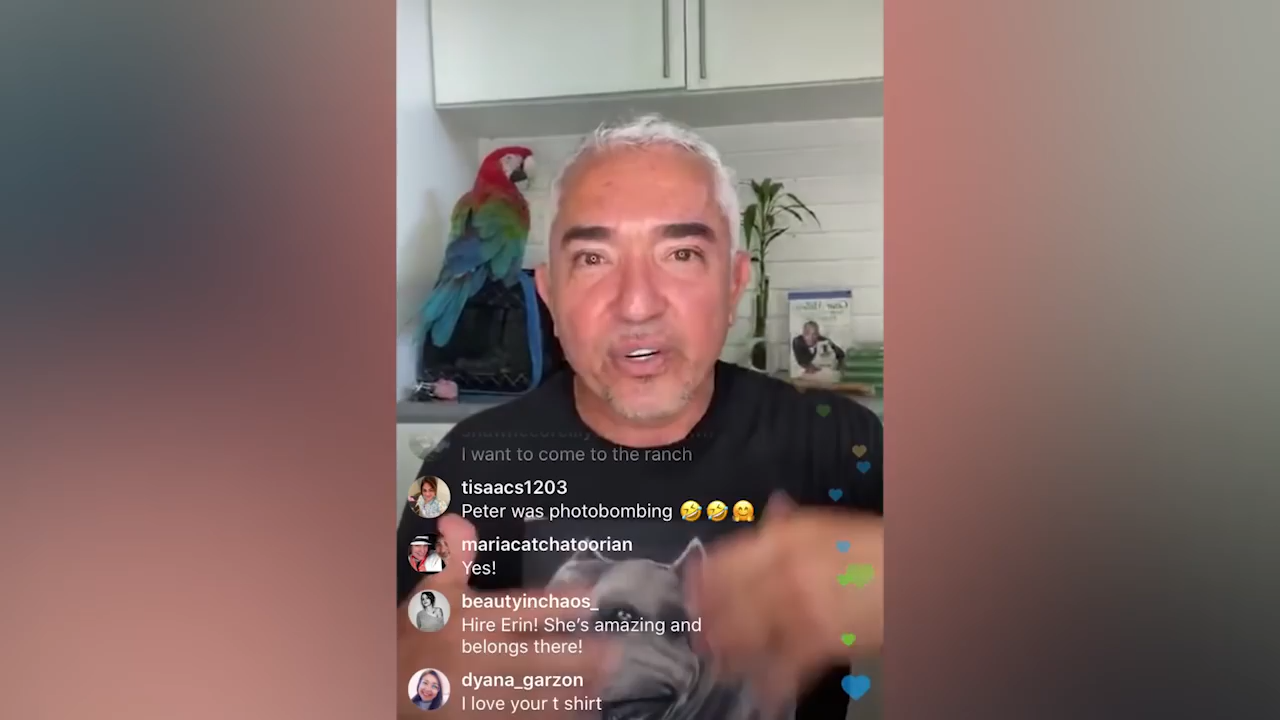 I want to come to the ranch
tisaacs1203
Peter was photobombing 🤣🤣🤗
mariacatchatoorian
Yes!
beautyinchaos_
Hire Erin! She's amazing and
belongs there!
dyana_garzon
I love your t shirt